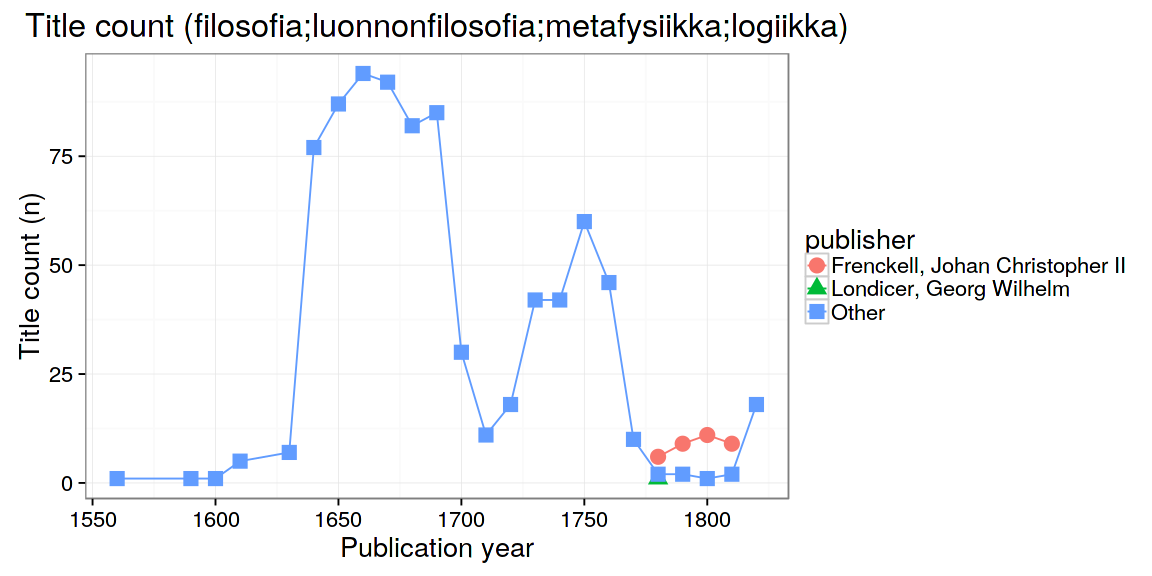 Title count (filosofia;luonnonfilosofia;metafysiikka;logiikka)
Title count (n)
75
50
25
0
1550 1600 1650 1700 1750 1800
Publication year
publisher
Frenckell, Johan Christopher II
Londicer, Georg Wilhelm
Other